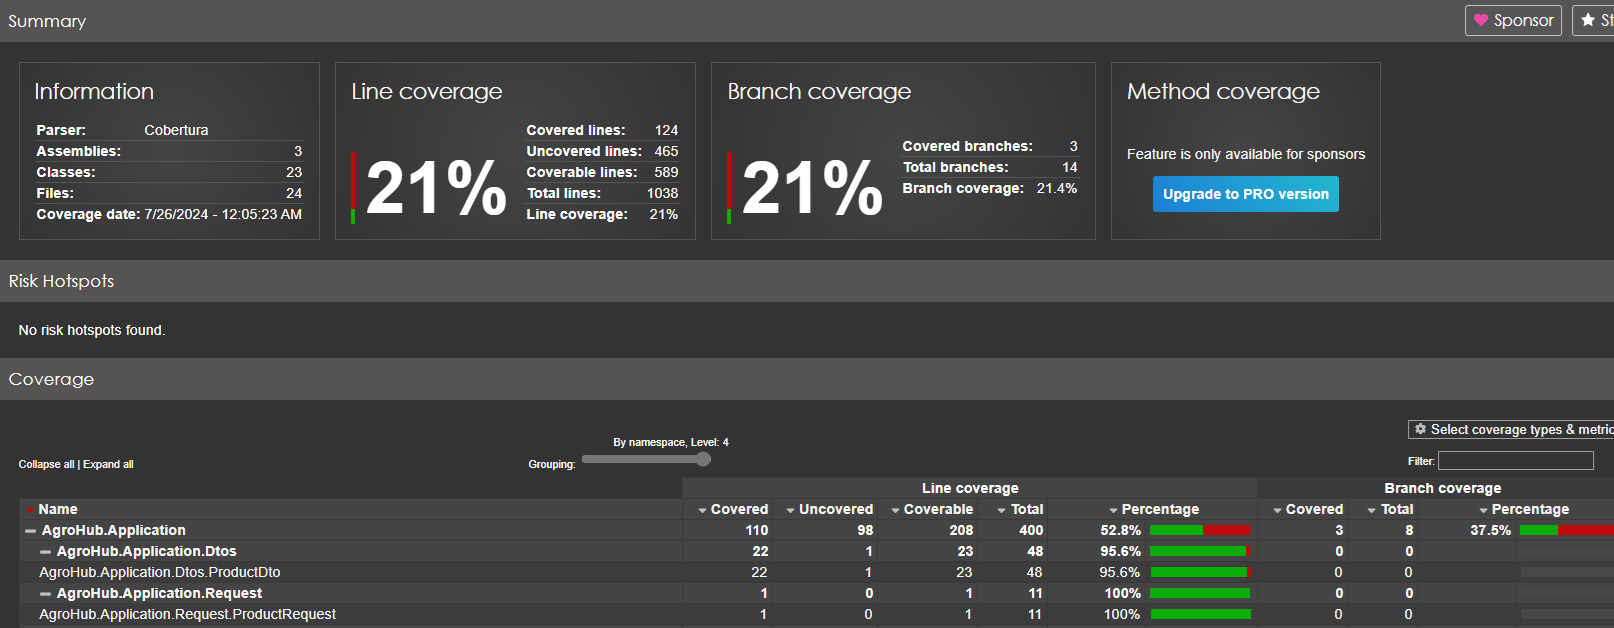 Summary
Sponsor
St
Information
Parser: Cobertura
Assemblies: 3
Classes: 23
Files: 24
Coverage date: 7/26/2024 - 12:05:23 AM
Line coverage
21%
Covered lines: 124
Uncovered lines: 465
Coverable lines: 589
Total lines: 1038
Line coverage: 21%
Branch coverage
21%
Covered branches: 3
Total branches: 14
Branch coverage: 21.4%
Method coverage
Feature is only available for sponsors
Upgrade to PRO version
Risk Hotspots
No risk hotspots found.
Coverage
Collapse all | Expand all
By namespace, Level: 4
Grouping:
Select coverage types & metric
Filter:
Line coverage Branch coverage
Name Covered Uncovered Coverable Total Percentage Covered Total Percentage
AgroHub.Application 110 98 208 400 52.8% 3 8 37.5%
AgroHub.Application.Dtos 22 1 23 48 95.6% 0 0
AgroHub.Application.Dtos.ProductDto 22 1 23 48 95.6% 0 0
AgroHub.Application.Request 1 0 1 11 100% 0 0
AgroHub.Application.Request.ProductRequest 1 0 1 11 100% 0 0